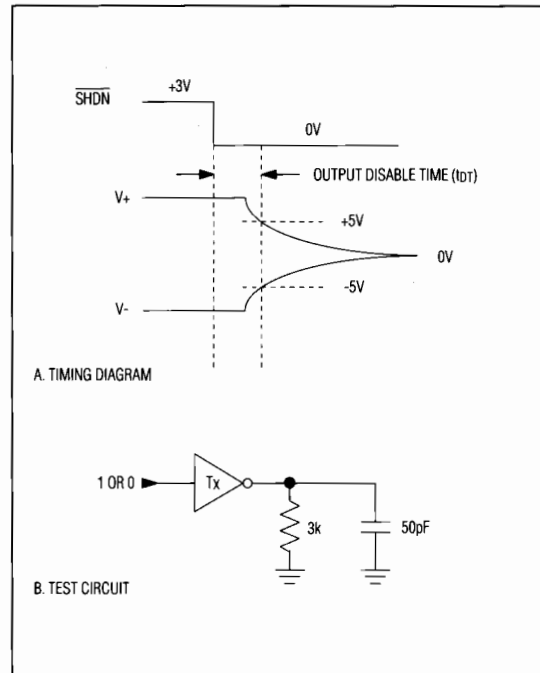 SHDN
+3V
0V
OUTPUT DISABLE TIME (tDT)
V+
+5V
0V
-5V
V-
A. TIMING DIAGRAM
1 OR 0
Tx
3k
50pF
B. TEST CIRCUIT